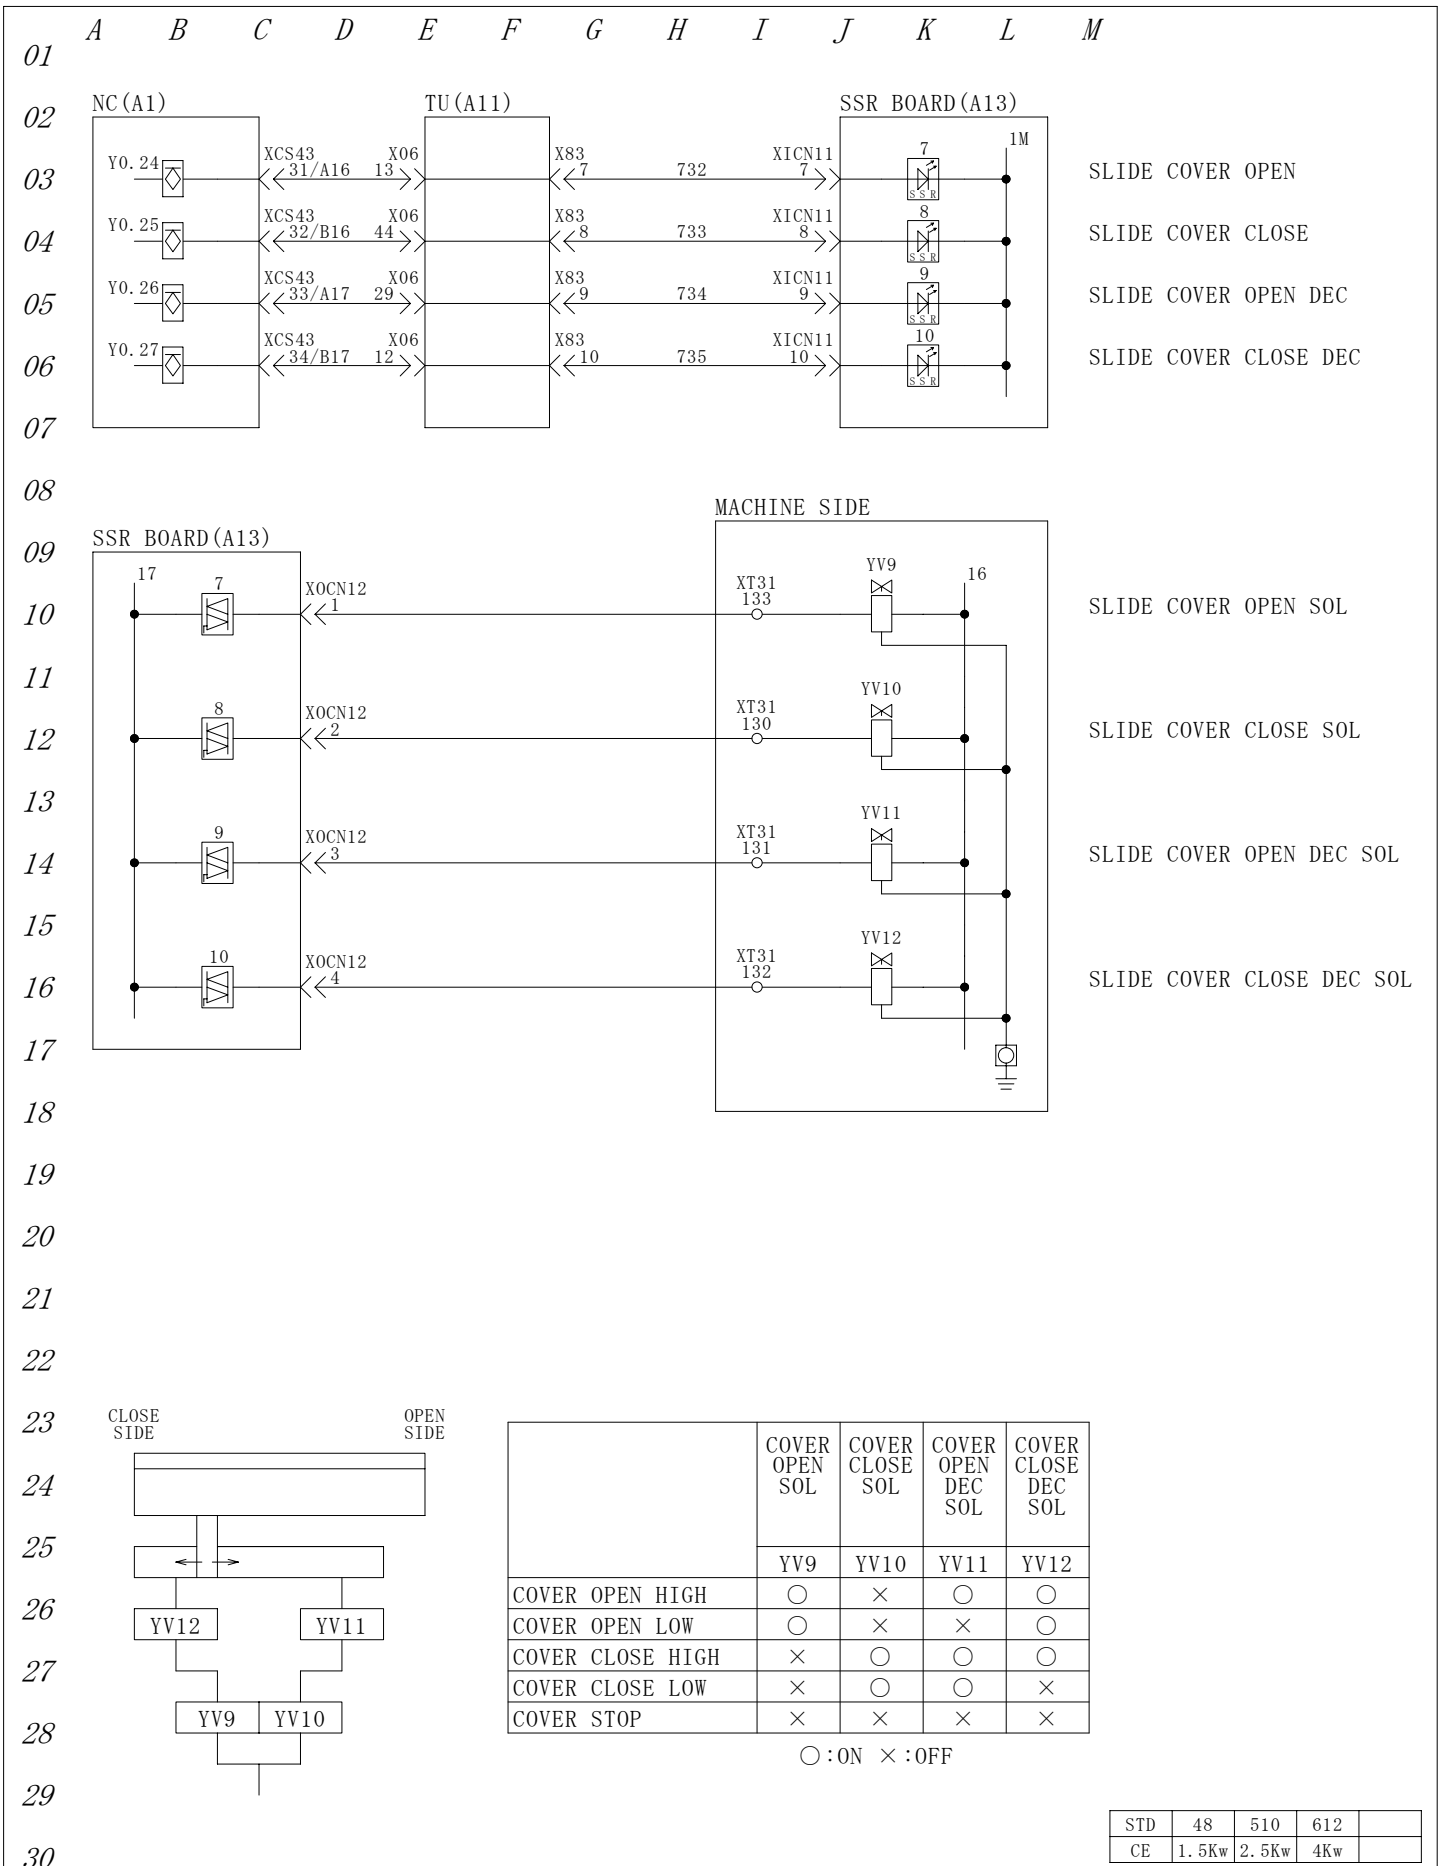 A B C D E F G H I J K L M
01
02
03
04
05
06
07
08
09
10
11
12
13
14
15
16
17
18
19
20
21
22
23
24
25
26
27
28
29
30
NC(A1) TU(A11) SSR BOARD(A13)
1M
Y0.24 XCS43 31/A16 X06 13 X83 7 732 XICN11 7 7 SSR SLIDE COVER OPEN
Y0.25 XCS43 32/B16 X06 44 X83 8 733 XICN11 8 8 SSR SLIDE COVER CLOSE
Y0.26 XCS43 33/A17 X06 29 X83 9 734 XICN11 9 9 SSR SLIDE COVER OPEN DEC
Y0.27 XCS43 34/B17 X06 12 X83 10 735 XICN11 10 10 SSR SLIDE COVER CLOSE DEC
MACHINE SIDE
SSR BOARD(A13)
17 7 XOCN12 1 XT31 133 YV9 16 SLIDE COVER OPEN SOL
8 XOCN12 2 XT31 130 YV10 SLIDE COVER CLOSE SOL
9 XOCN12 3 XT31 131 YV11 SLIDE COVER OPEN DEC SOL
10 XOCN12 4 XT31 132 YV12 SLIDE COVER CLOSE DEC SOL
CLOSE SIDE
OPEN SIDE
YV12 YV11
YV9 YV10
COVER OPEN SOL
COVER CLOSE SOL
COVER OPEN DEC SOL
COVER CLOSE DEC SOL
YV9 YV10 YV11 YV12
COVER OPEN HIGH ○ × ○ ○
COVER OPEN LOW ○ × × ○
COVER CLOSE HIGH × ○ ○ ○
COVER CLOSE LOW × ○ ○ ×
COVER STOP × × × ×
○:ON ×:OFF
STD 48 510 612
CE 1.5Kw 2.5Kw 4Kw